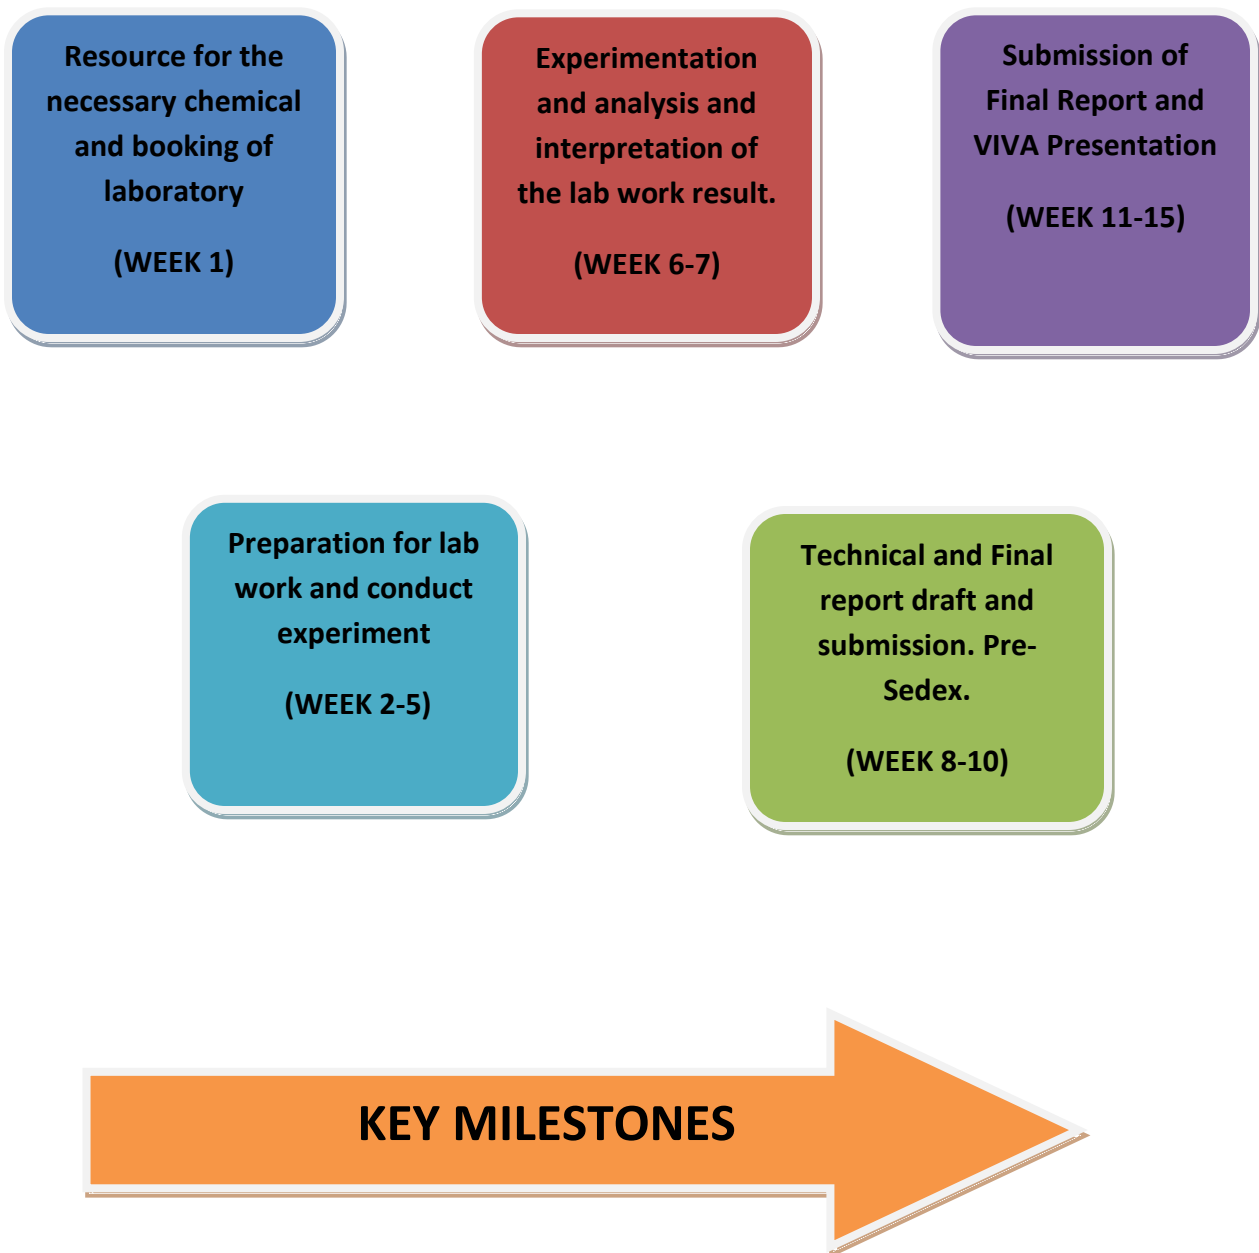 Resource for the
necessary chemical
and booking of
laboratory
(WEEK 1)
Experimentation
and analysis and
interpretation of
the lab work result.
(WEEK 6-7)
Submission of
Final Report and
VIVA Presentation
(WEEK 11-15)
Preparation for lab
work and conduct
experiment
(WEEK 2-5)
Technical and Final
report draft and
submission. Pre-
Sedex.
(WEEK 8-10)
KEY MILESTONES